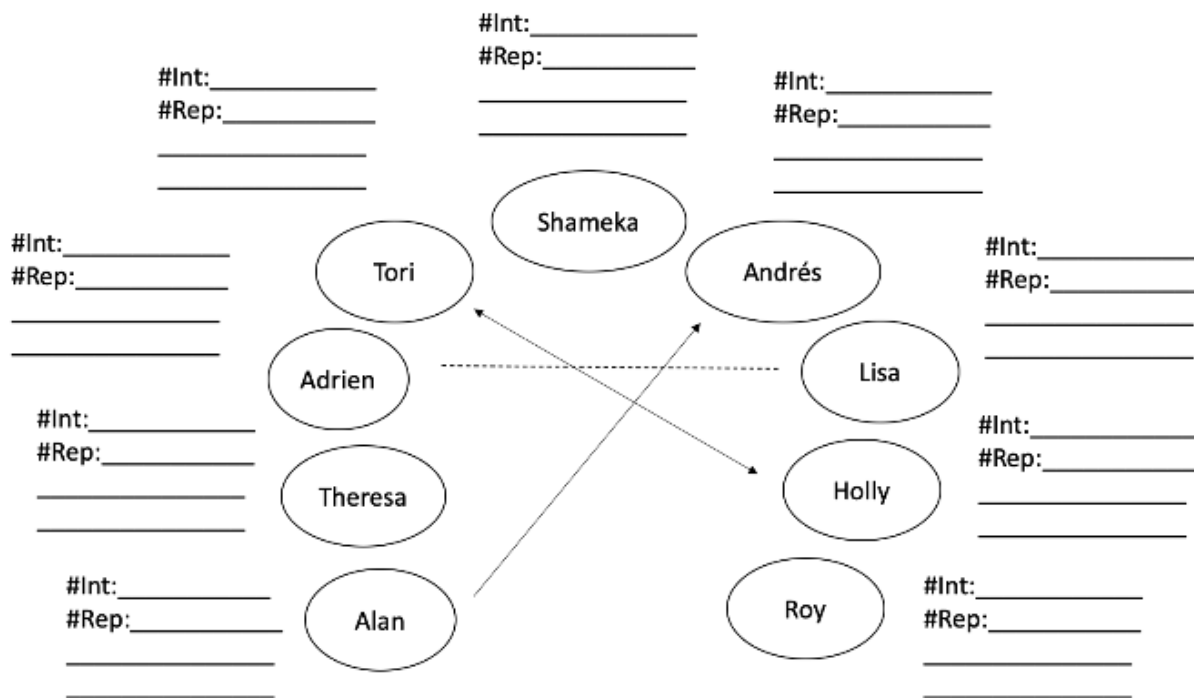 #Int:
#Rep:
#Int:
#Rep:
#Int:
#Rep:
Shameka
Tori
Andrés
#Int:
#Rep:
#Int:
#Rep:
Adrien
Lisa
#Int:
#Rep:
#Int:
#Rep:
Theresa
Holly
#Int:
#Rep:
#Int:
#Rep:
Alan
Roy